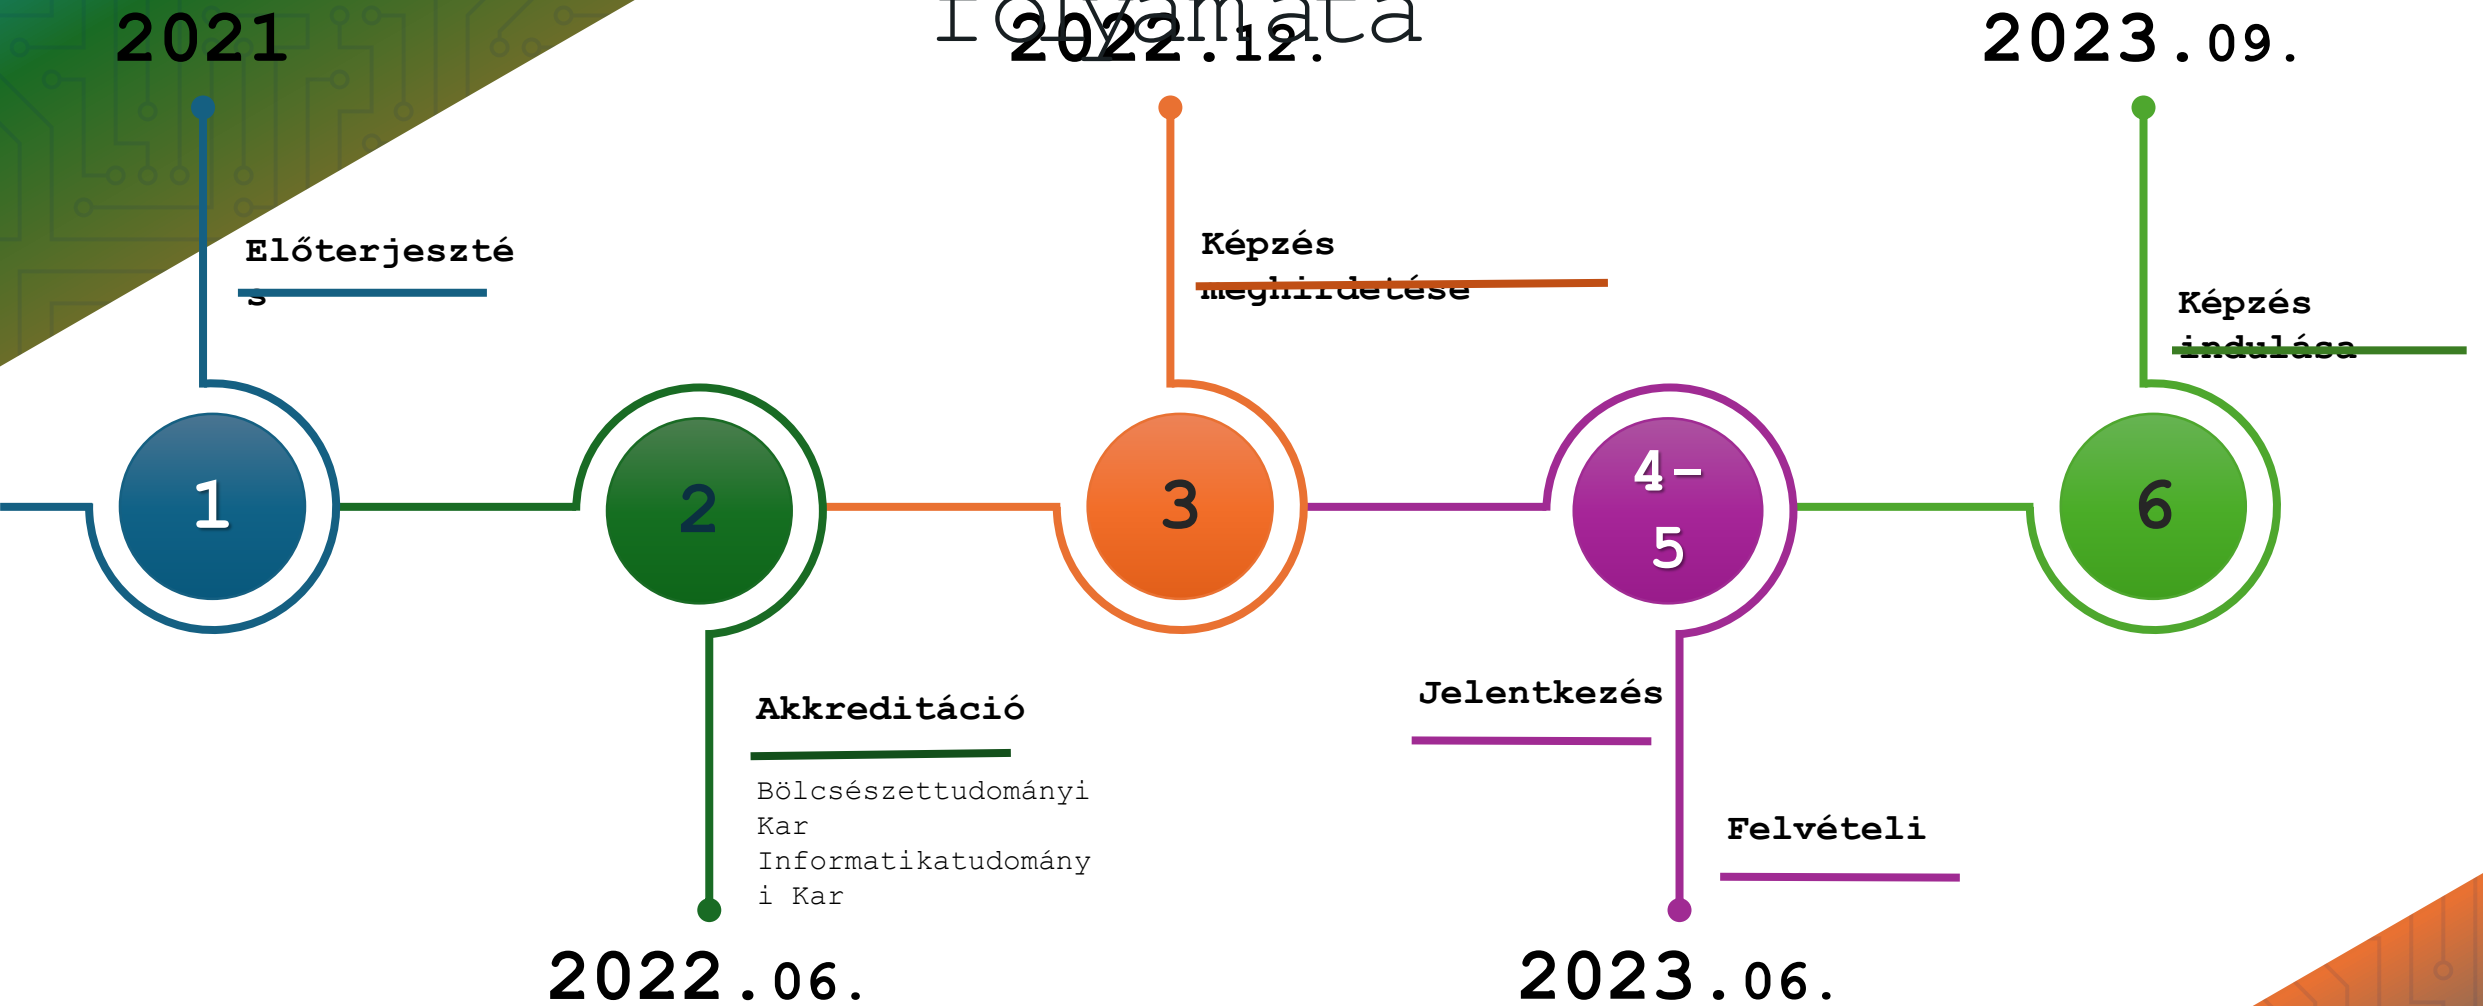 folyamata
2021
2022.12.
2023.09.
Előterjeszté
s
Képzés
meghirdetése
Képzés
indulása
1
2
3
4-
5
6
Akkreditáció
Bölcsészettudományi
Kar
Informatikatudomány
i Kar
Jelentkezés
Felvételi
2022.06.
2023.06.